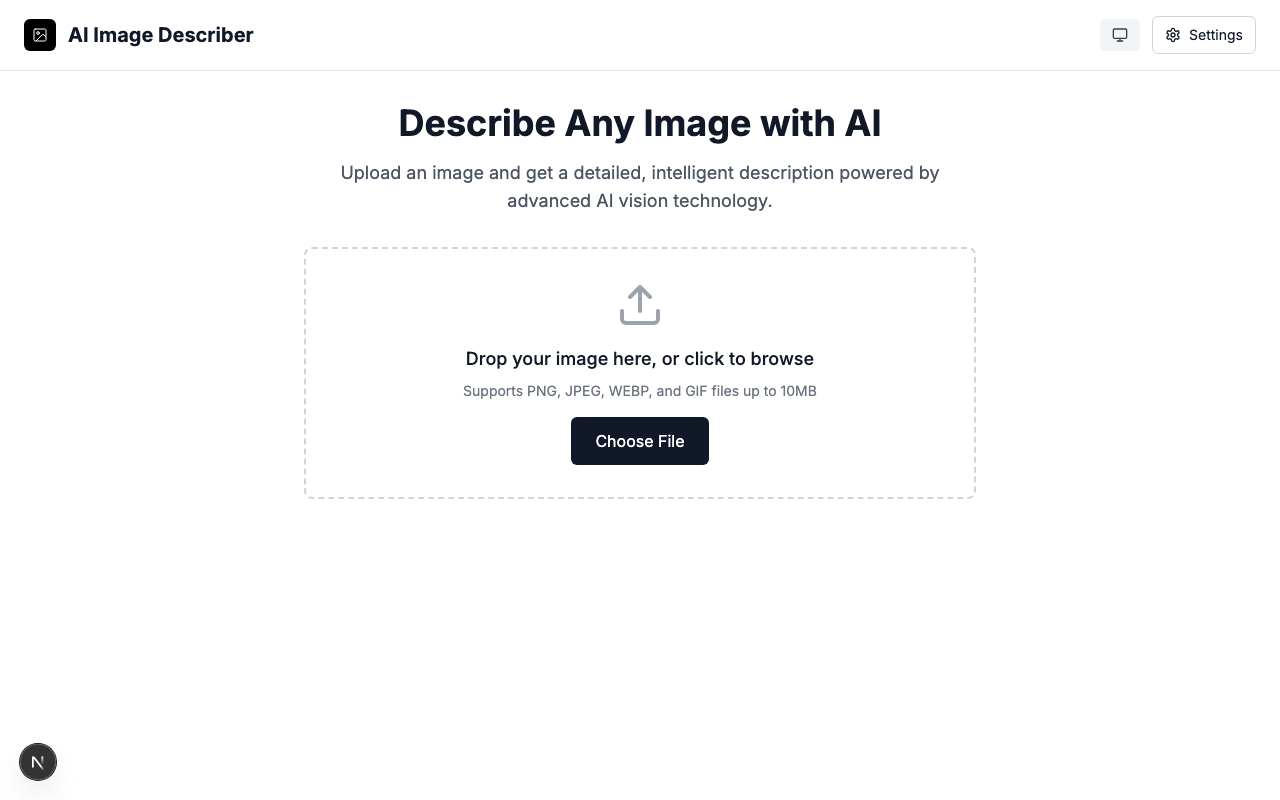 AI Image Describer
Settings
Describe Any Image with AI
Upload an image and get a detailed, intelligent description powered by
advanced AI vision technology.
Drop your image here, or click to browse
Supports PNG, JPEG, WEBP, and GIF files up to 10MB
Choose File
N